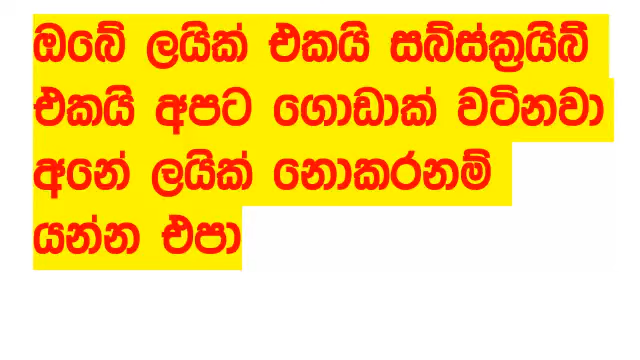 ඔබේ ලයික් එකයි සබ්ස්ක්‍රයිබ්
එකයි අපට ගොඩාක් වටිනවා
අනේ ලයික් නොකරනම්
යන්න එපා